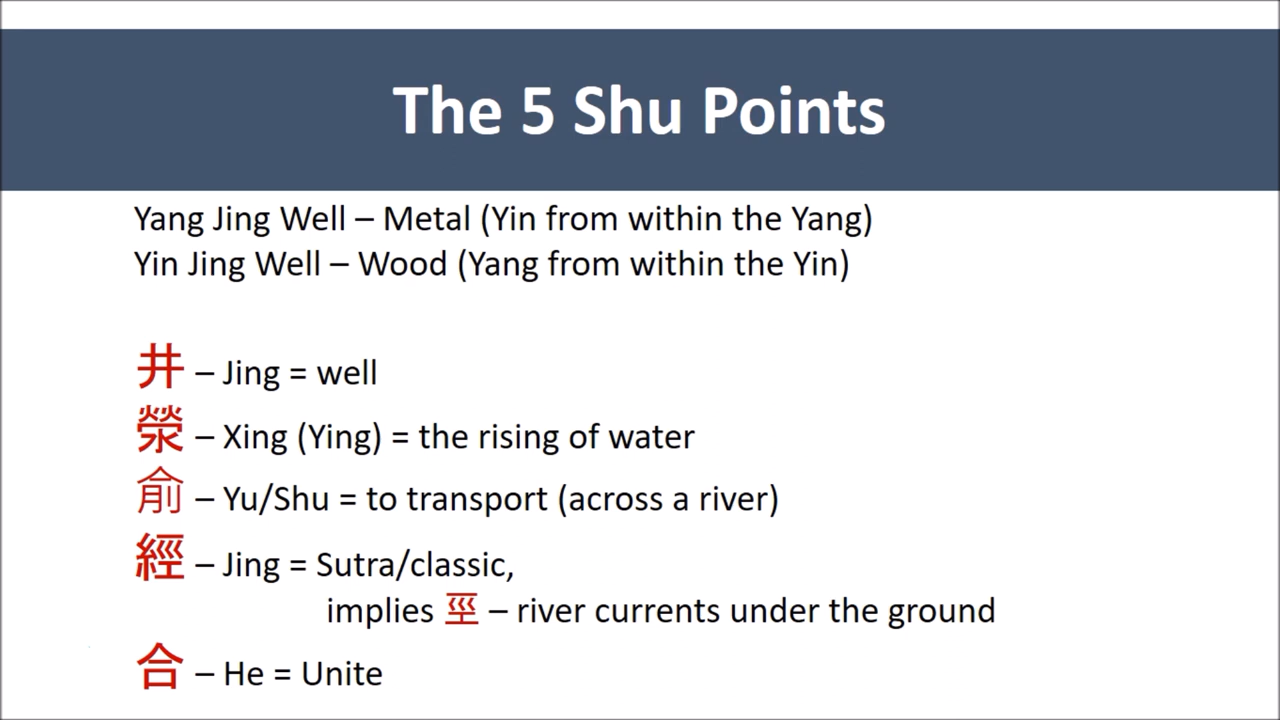 The 5 Shu Points
Yang Jing Well – Metal (Yin from within the Yang)
Yin Jing Well – Wood (Yang from within the Yin)
井 – Jing = well
滎 – Xing (Ying) = the rising of water
俞 – Yu/Shu = to transport (across a river)
經 – Jing = Sutra/classic,
implies 巠 – river currents under the ground
合 – He = Unite